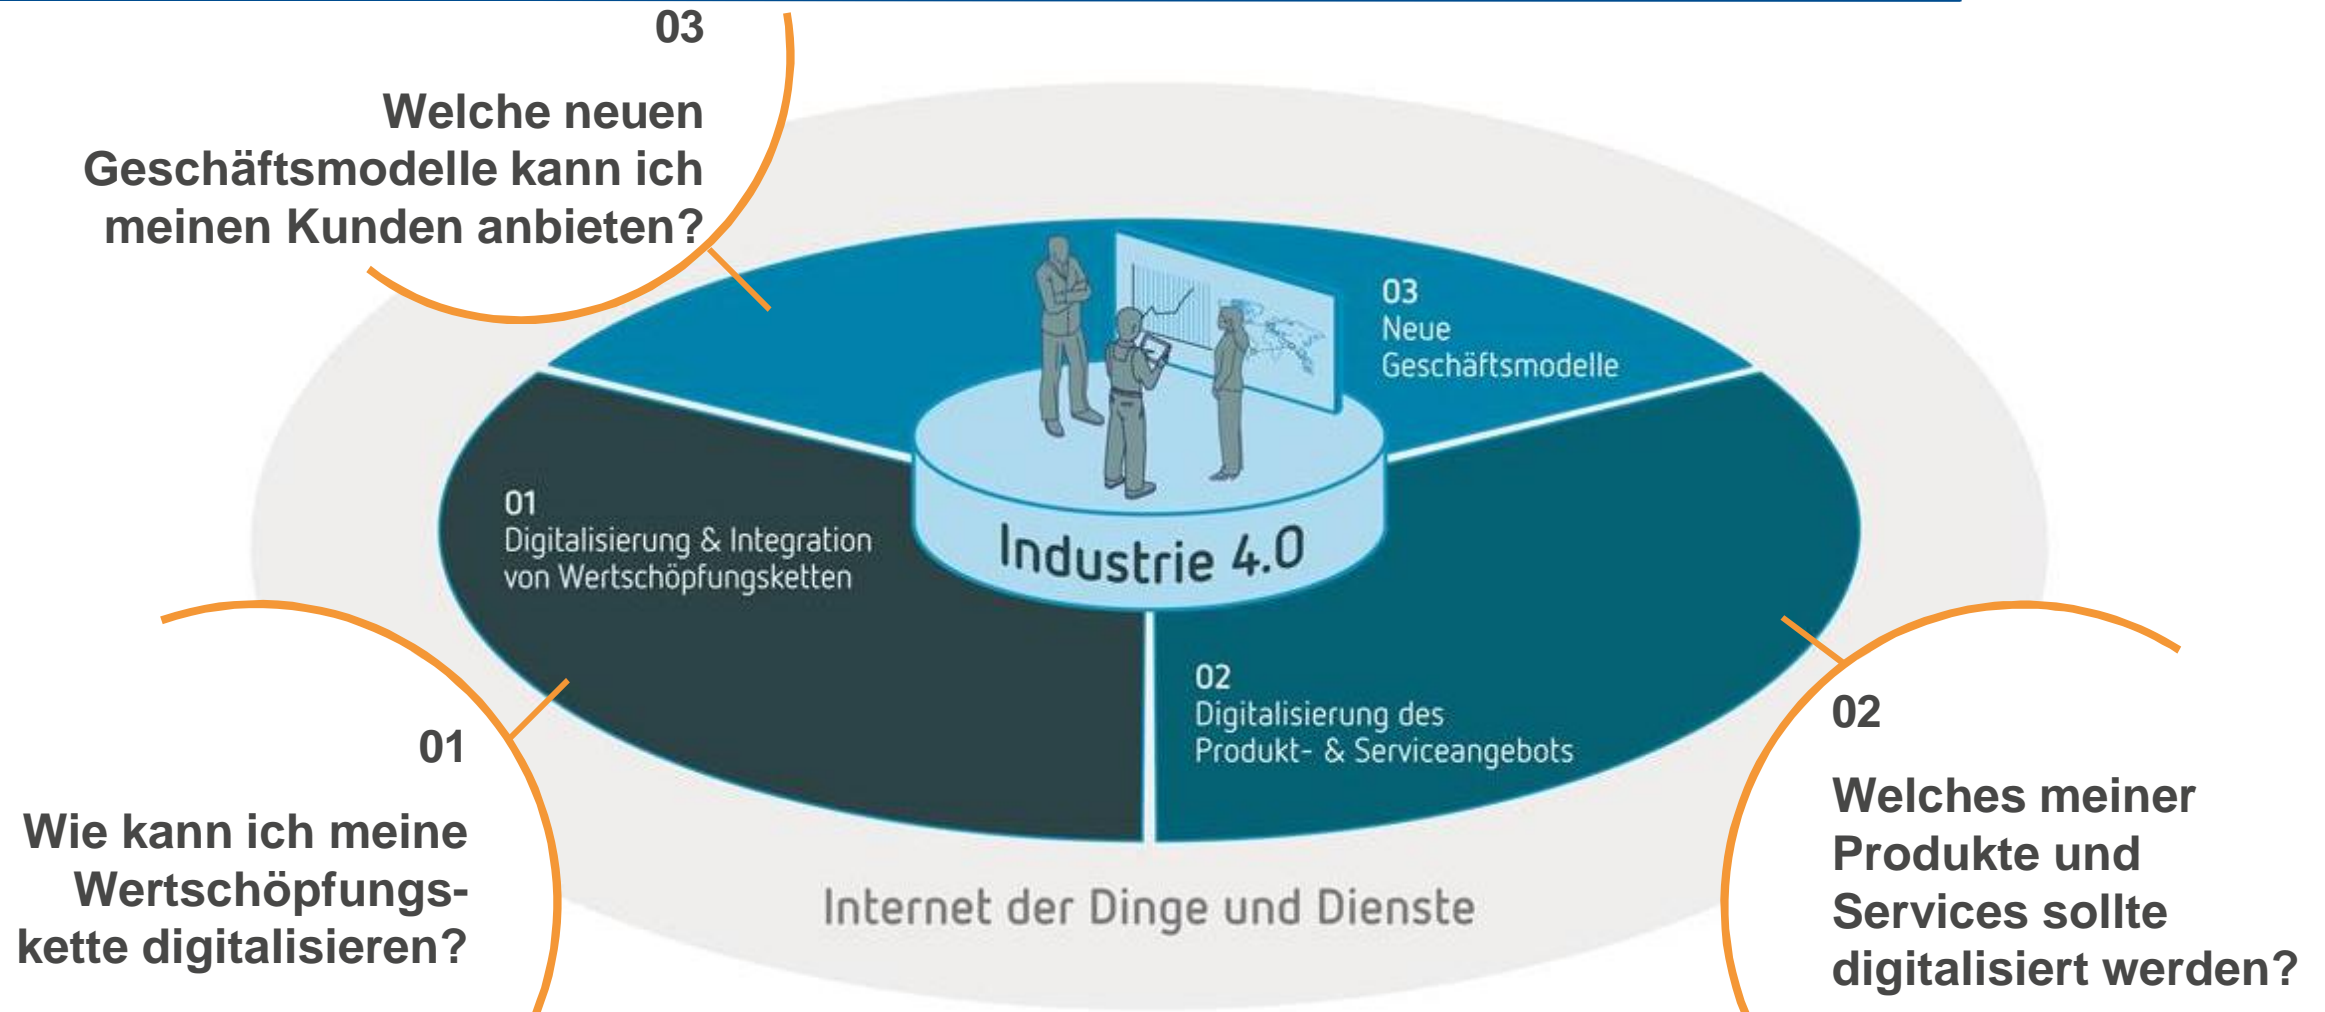 03
Welche neuen
Geschäftsmodelle kann ich
meinen Kunden anbieten?
03
Neue
Geschäftsmodelle
01
Digitalisierung & Integration
von Wertschöpfungsketten
Industrie 4.0
02
Digitalisierung des
Produkt- & Serviceangebots
01
Wie kann ich meine
Wertschöpfungs-
kette digitalisieren?
02
Welches meiner
Produkte und
Services sollte
digitalisiert werden?
Internet der Dinge und Dienste